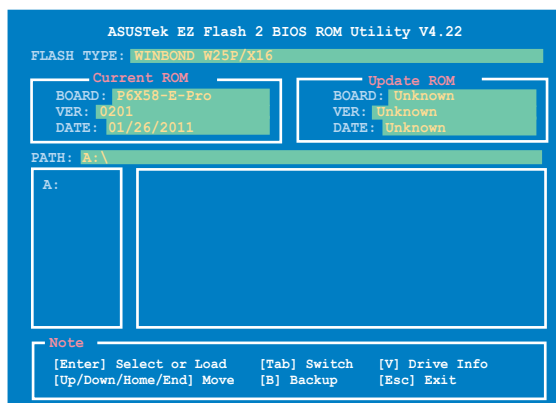 ASUSTek EZ Flash 2 BIOS ROM Utility V4.22
FLASH TYPE: WINBOND W25P/X16
Current ROM
BOARD: P6X58-E-Pro
VER: 0201
DATE: 01/26/2011
Update ROM
BOARD: Unknown
VER: Unknown
DATE: Unknown
PATH: A:\
A:
Note
[Enter] Select or Load [Tab] Switch [V] Drive Info
[Up/Down/Home/End] Move [B] Backup [Esc] Exit